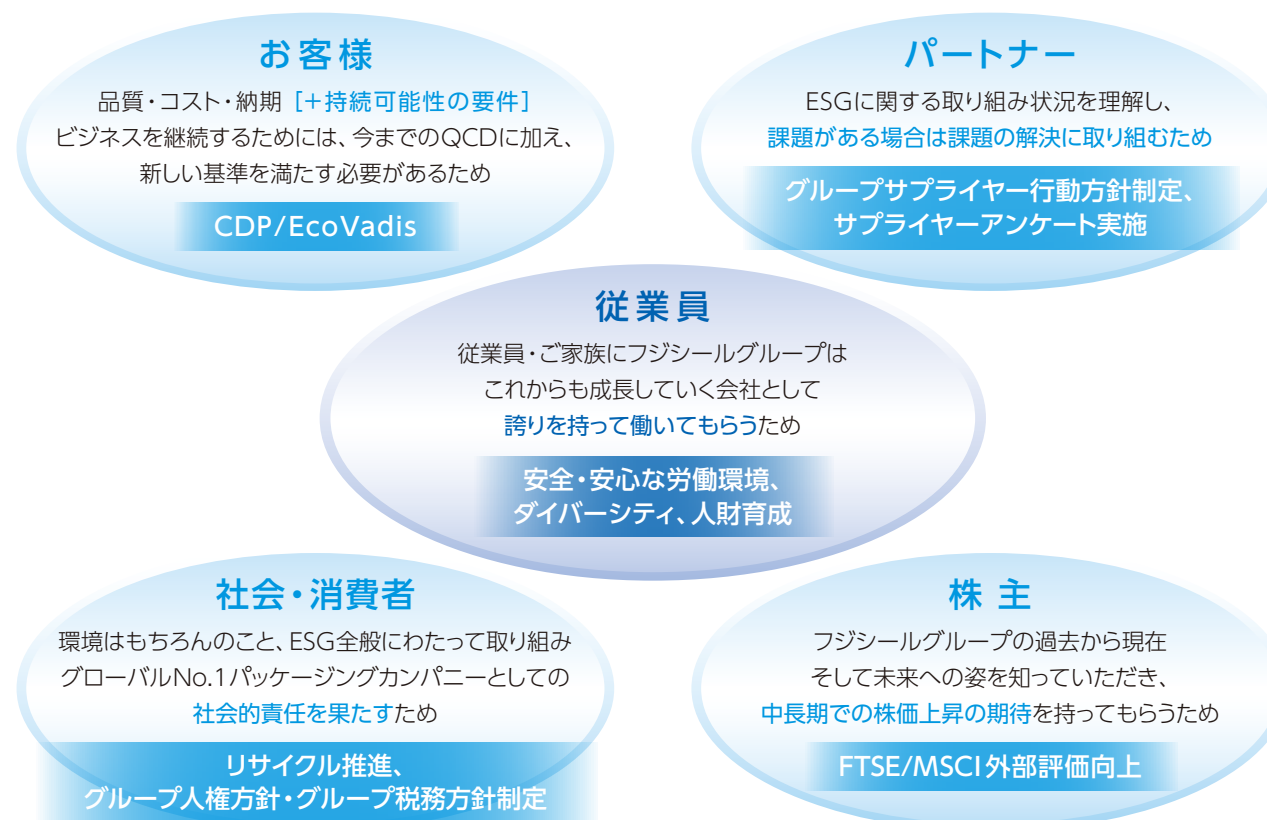 お客様
品質・コスト・納期［+持続可能性の要件］
ビジネスを継続するためには、今までのQCDに加え、
新しい基準を満たす必要があるため
CDP/EcoVadis
パートナー
ESGに関する取り組み状況を理解し、
課題がある場合は課題の解決に取り組むため
グループサプライヤー行動方針制定、
サプライヤーアンケート実施
従業員
従業員・ご家族にフジシールグループは
これからも成長していく会社として
誇りを持って働いてもらうため
安全・安心な労働環境、
ダイバーシティ、人財育成
社会・消費者
環境はもちろんのこと、ESG全般にわたって取り組み
グローバルNo.1パッケージングカンパニーとしての
社会的責任を果たすため
リサイクル推進、
グループ人権方針・グループ税務方針制定
株主
フジシールグループの過去から現在
そして未来への姿を知っていただき、
中長期での株価上昇の期待を持ってもらうため
FTSE/MSCI外部評価向上